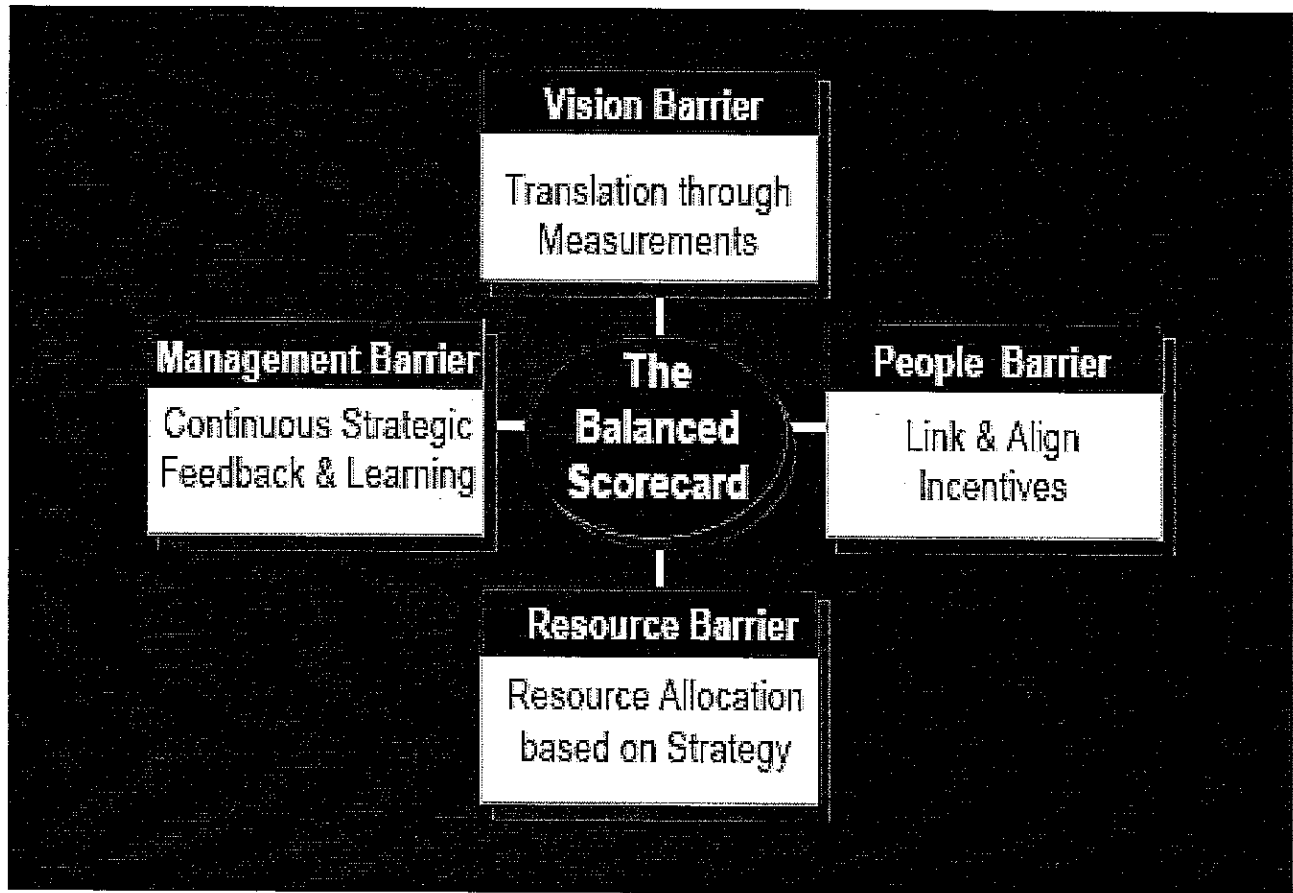 Vision Barrier
Translation through
Measurements
Management Barrier
Continuous Strategic
Feedback & Learning
The
Balanced
Scorecard
People Barrier
Link & Align
Incentives
Resource Barrier
Resource Allocation
based on Strategy